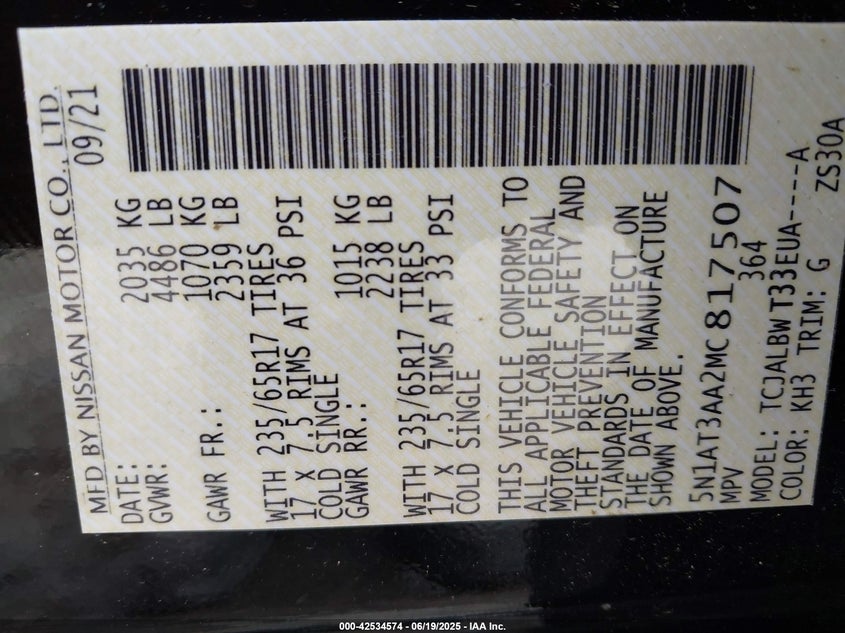 MFD BY NISSAN MOTOR CO., LTD.
DATE: 09/21
GVWR: 2035 KG
4486 LB
GAWR FR.: 1070 KG
2359 LB
WITH 235/65R17 TIRES
17 X 7.5 RIMS AT 36 PSI
COLD SINGLE
GAWR RR.: 1015 KG
2238 LB
WITH 235/65R17 TIRES
17 X 7.5 RIMS AT 33 PSI
COLD SINGLE
THIS VEHICLE CONFORMS TO
ALL APPLICABLE FEDERAL
MOTOR VEHICLE SAFETY AND
THEFT PREVENTION
STANDARDS IN EFFECT ON
THE DATE OF MANUFACTURE
SHOWN ABOVE.
5N1AT3AA2MC817507
MPV 364
MODEL: TCJALBWT33EUA----A
COLOR: KH3 TRIM: G ZS30A
000-42534574 - 06/19/2025 - IAA Inc.